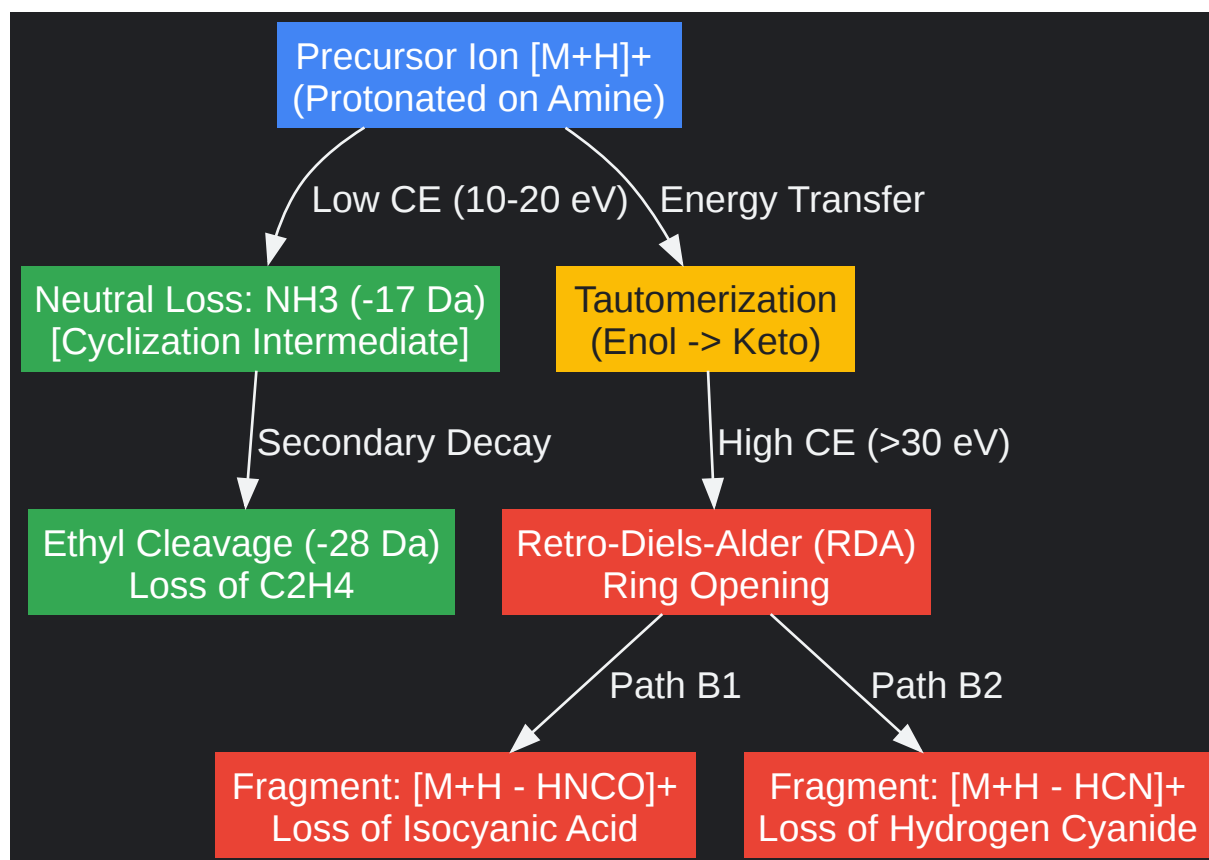 Precursor Ion [M+H]+
(Protonated on Amine)
Low CE (10-20 eV)
Energy Transfer
Neutral Loss: NH3 (-17 Da)
[Cyclization Intermediate]
Tautomerization
(Enol -> Keto)
Secondary Decay
High CE (>30 eV)
Ethyl Cleavage (-28 Da)
Loss of C2H4
Retro-Diels-Alder (RDA)
Ring Opening
Path B1
Path B2
Fragment: [M+H - HNCO]+
Loss of Isocyanic Acid
Fragment: [M+H - HCN]+
Loss of Hydrogen Cyanide